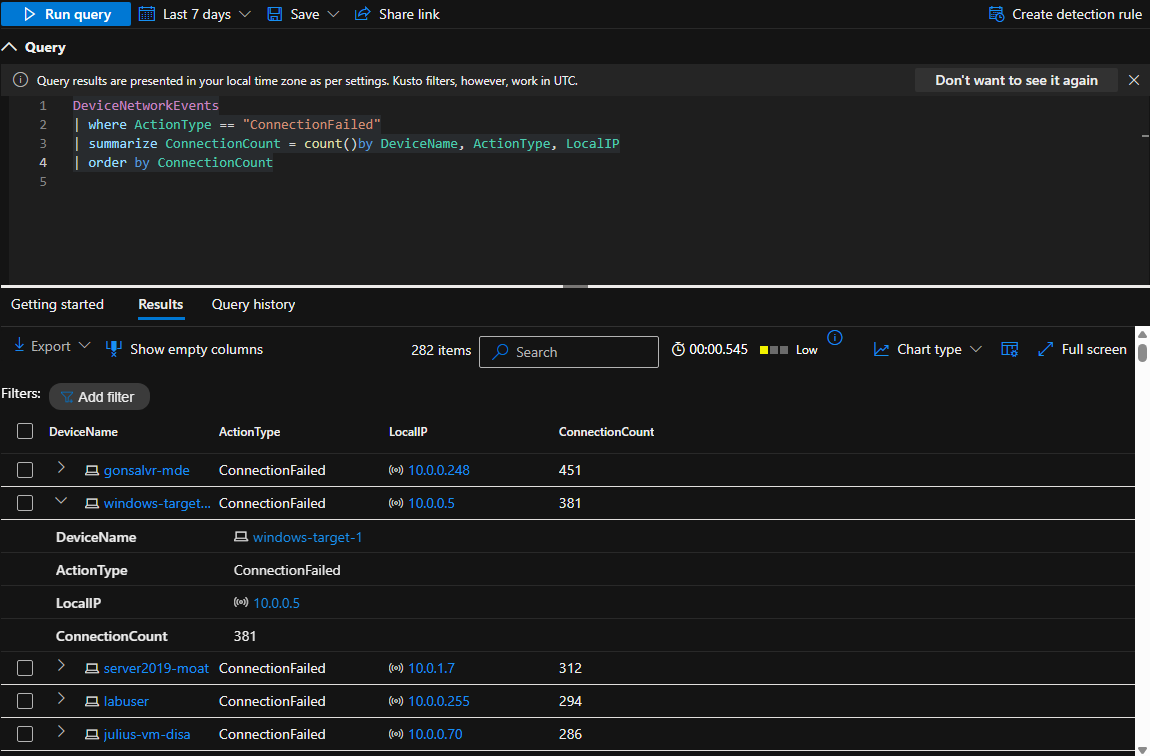 Run query Last 7 days Save Share link Create detection rule
Query
Query results are presented in your local time zone as per settings. Kusto filters, however, work in UTC. Don't want to see it again
1 DeviceNetworkEvents
2 | where ActionType == "ConnectionFailed"
3 | summarize ConnectionCount = count()by DeviceName, ActionType, LocalIP
4 | order by ConnectionCount
5
Getting started Results Query history
Export Show empty columns 282 items Search 00:00.545 Low Chart type Full screen
Filters: Add filter
DeviceName ActionType LocalIP ConnectionCount
gonsalvr-mde ConnectionFailed 10.0.0.248 451
windows-target... ConnectionFailed 10.0.0.5 381
DeviceName windows-target-1
ActionType ConnectionFailed
LocalIP 10.0.0.5
ConnectionCount 381
server2019-moat ConnectionFailed 10.0.1.7 312
labuser ConnectionFailed 10.0.0.255 294
julius-vm-disa ConnectionFailed 10.0.0.70 286